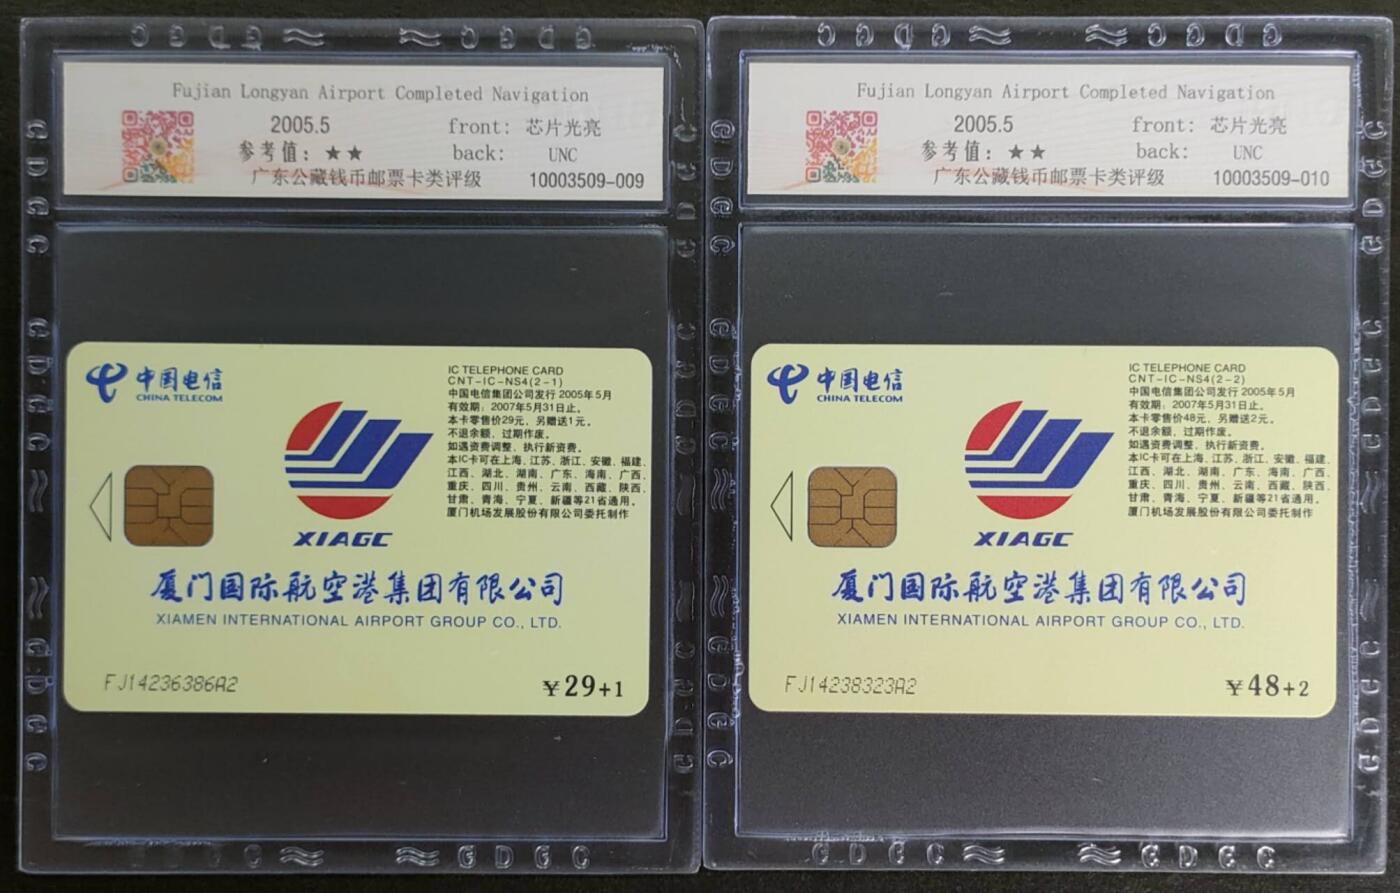 Fujian Longyan Airport Completed Navigation
2005.5 front: 芯片光亮
参考值: ★★ back: UNC
广东公藏钱币邮票卡类评级 10003509-009
中国电信
CHINA TELECOM
IC TELEPHONE CARD
CNT-IC-NS4(2-1)
中国电信集团公司发行 2005年5月
有效期: 2007年5月31日止。
本卡零售价29元, 另赠送1元。
不退余额, 过期作废。
如遇资费调整, 执行新资费。
本IC卡可在上海、江苏、浙江、安徽、福建、
江西、湖北、湖南、广东、海南、广西、
重庆、四川、贵州、云南、西藏、陕西、
甘肃、青海、宁夏、新疆等21省通用。
厦门机场发展股份有限公司委托制作
XIAGC
厦门国际航空港集团有限公司
XIAMEN INTERNATIONAL AIRPORT GROUP CO., LTD.
FJ14236386A2 ¥29+1
Fujian Longyan Airport Completed Navigation
2005.5 front: 芯片光亮
参考值: ★★ back: UNC
广东公藏钱币邮票卡类评级 10003509-010
中国电信
CHINA TELECOM
IC TELEPHONE CARD
CNT-IC-NS4(2-2)
中国电信集团公司发行 2005年5月
有效期: 2007年5月31日止。
本卡零售价48元, 另赠送2元。
不退余额, 过期作废。
如遇资费调整, 执行新资费。
本IC卡可在上海、江苏、浙江、安徽、福建、
江西、湖北、湖南、广东、海南、广西、
重庆、四川、贵州、云南、西藏、陕西、
甘肃、青海、宁夏、新疆等21省通用。
厦门机场发展股份有限公司委托制作
XIAGC
厦门国际航空港集团有限公司
XIAMEN INTERNATIONAL AIRPORT GROUP CO., LTD.
FJ14238323A2 ¥48+2
GDGC
GDGC